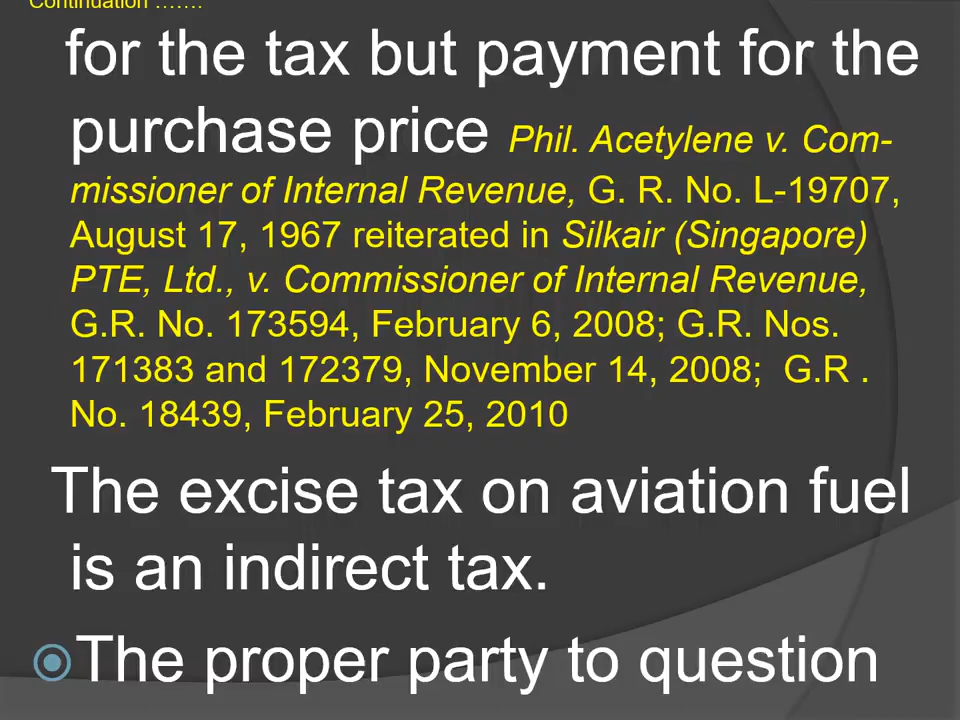 Continuation …….
for the tax but payment for the
purchase price Phil. Acetylene v. Com-
missioner of Internal Revenue, G. R. No. L-19707,
August 17, 1967 reiterated in Silkair (Singapore)
PTE, Ltd., v. Commissioner of Internal Revenue,
G.R. No. 173594, February 6, 2008; G.R. Nos.
171383 and 172379, November 14, 2008;  G.R .
No. 18439, February 25, 2010
The excise tax on aviation fuel
is an indirect tax.
The proper party to question